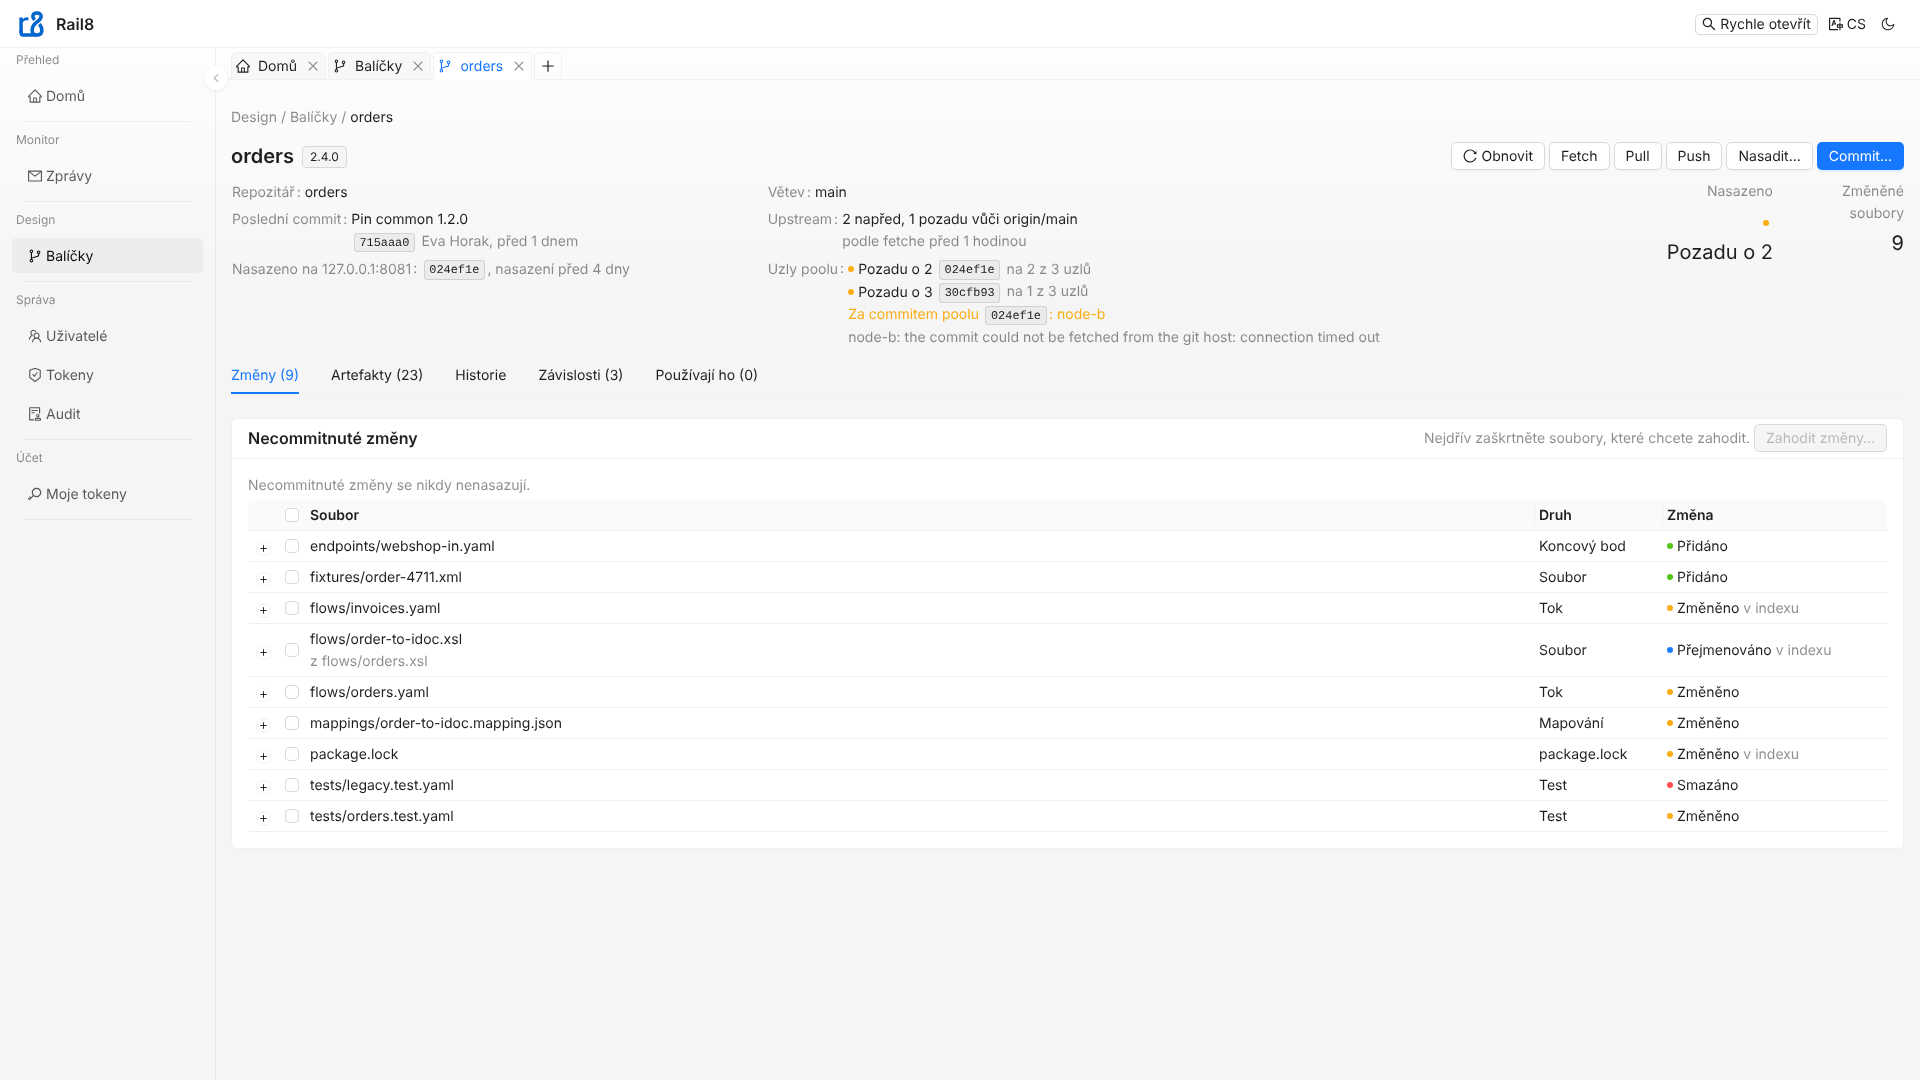 Rail8
Rychle otevřít
CS
Přehled
Domů
Monitor
Zprávy
Design
Balíčky
Správa
Uživatelé
Tokeny
Audit
Účet
Moje tokeny
Domů
Balíčky
orders
Design / Balíčky / orders
orders 2.4.0
Obnovit
Fetch
Pull
Push
Nasadit...
Commit...
Repozitář: orders
Poslední commit: Pin common 1.2.0
715aaa0 Eva Horak, před 1 dnem
Nasazeno na 127.0.0.1:8081: 024ef1e, nasazení před 4 dny
Větev: main
Upstream: 2 napřed, 1 pozadu vůči origin/main
podle fetche před 1 hodinou
Uzly poolu: Pozadu o 2 024ef1e na 2 z 3 uzlů
Pozadu o 3 30cfb93 na 1 z 3 uzlů
Za commitem poolu 024ef1e: node-b
node-b: the commit could not be fetched from the git host: connection timed out
Nasazeno
Pozadu o 2
Změněné
soubory
9
Změny (9)
Artefakty (23)
Historie
Závislosti (3)
Používají ho (0)
Necommitnuté změny
Nejdřív zaškrtněte soubory, které chcete zahodit.
Zahodit změny...
Necommitnuté změny se nikdy nenasazují.
Soubor Druh Změna
+ endpoints/webshop-in.yaml Koncový bod Přidáno
+ fixtures/order-4711.xml Soubor Přidáno
+ flows/invoices.yaml Tok Změněno v indexu
+ flows/order-to-idoc.xsl Soubor Přejmenováno v indexu
z flows/orders.xsl
+ flows/orders.yaml Tok Změněno
+ mappings/order-to-idoc.mapping.json Mapování Změněno
+ package.lock package.lock Změněno v indexu
+ tests/legacy.test.yaml Test Smazáno
+ tests/orders.test.yaml Test Změněno